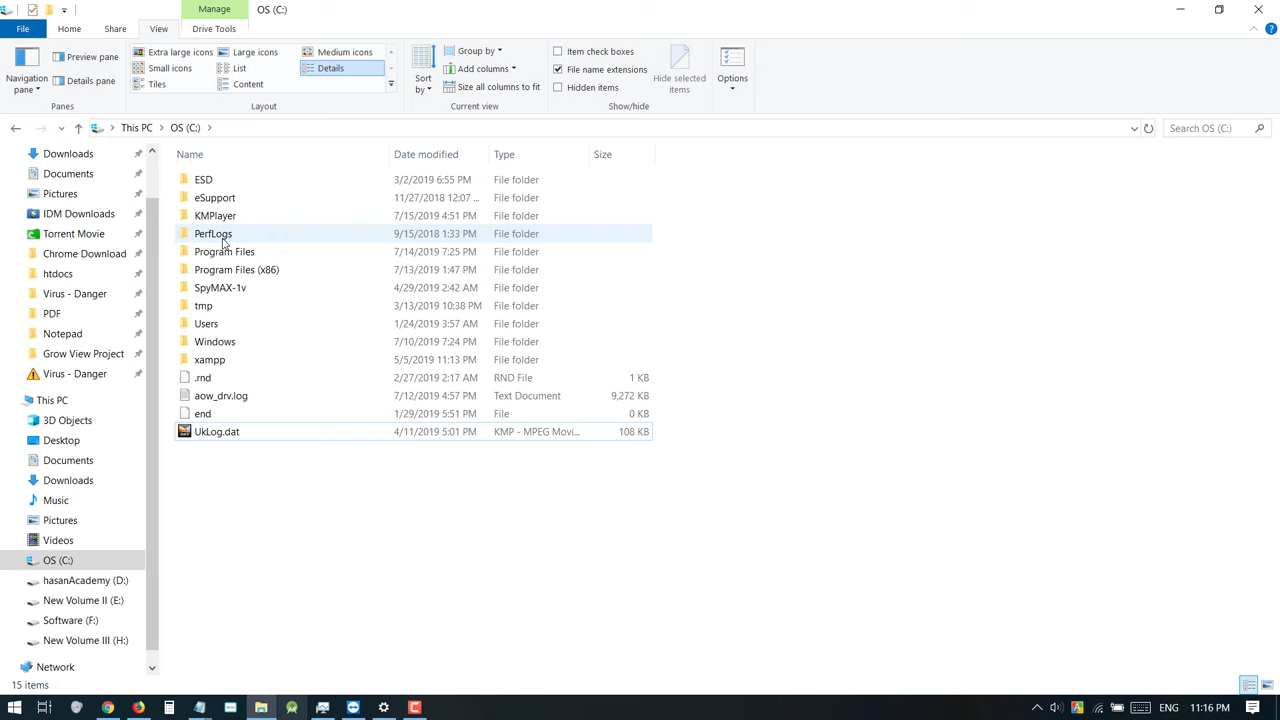 Manage
OS (C:)
File
Home
Share
View
Drive Tools
Navigation pane
Preview pane
Details pane
Panes
Extra large icons
Large icons
Medium icons
Small icons
List
Details
Tiles
Content
Layout
Sort by
Group by
Add columns
Size all columns to fit
Current view
Item check boxes
File name extensions
Hidden items
Hide selected items
Show/hide
Options
This PC
OS (C:)
Search OS (C:)
Name Date modified Type Size
ESD 3/2/2019 6:55 PM File folder
eSupport 11/27/2018 12:07 ... File folder
KMPlayer 7/15/2019 4:51 PM File folder
PerfLogs 9/15/2018 1:33 PM File folder
Program Files 7/14/2019 7:25 PM File folder
Program Files (x86) 7/13/2019 1:47 PM File folder
SpyMAX-1v 4/29/2019 2:42 AM File folder
tmp 3/13/2019 10:38 PM File folder
Users 1/24/2019 3:57 AM File folder
Windows 7/10/2019 7:24 PM File folder
xampp 5/5/2019 11:13 PM File folder
.rnd 2/27/2019 2:17 AM RND File 1 KB
aow_drv.log 7/12/2019 4:57 PM Text Document 9,272 KB
end 1/29/2019 5:51 PM File 0 KB
UkLog.dat 4/11/2019 5:01 PM KMP - MPEG Movi... 108 KB
Downloads
Documents
Pictures
IDM Downloads
Torrent Movie
Chrome Download
htdocs
Virus - Danger
PDF
Notepad
Grow View Project
Virus - Danger
This PC
3D Objects
Desktop
Documents
Downloads
Music
Pictures
Videos
OS (C:)
hasanAcademy (D:)
New Volume II (E:)
Software (F:)
New Volume III (H:)
Network
15 items
ENG
11:16 PM